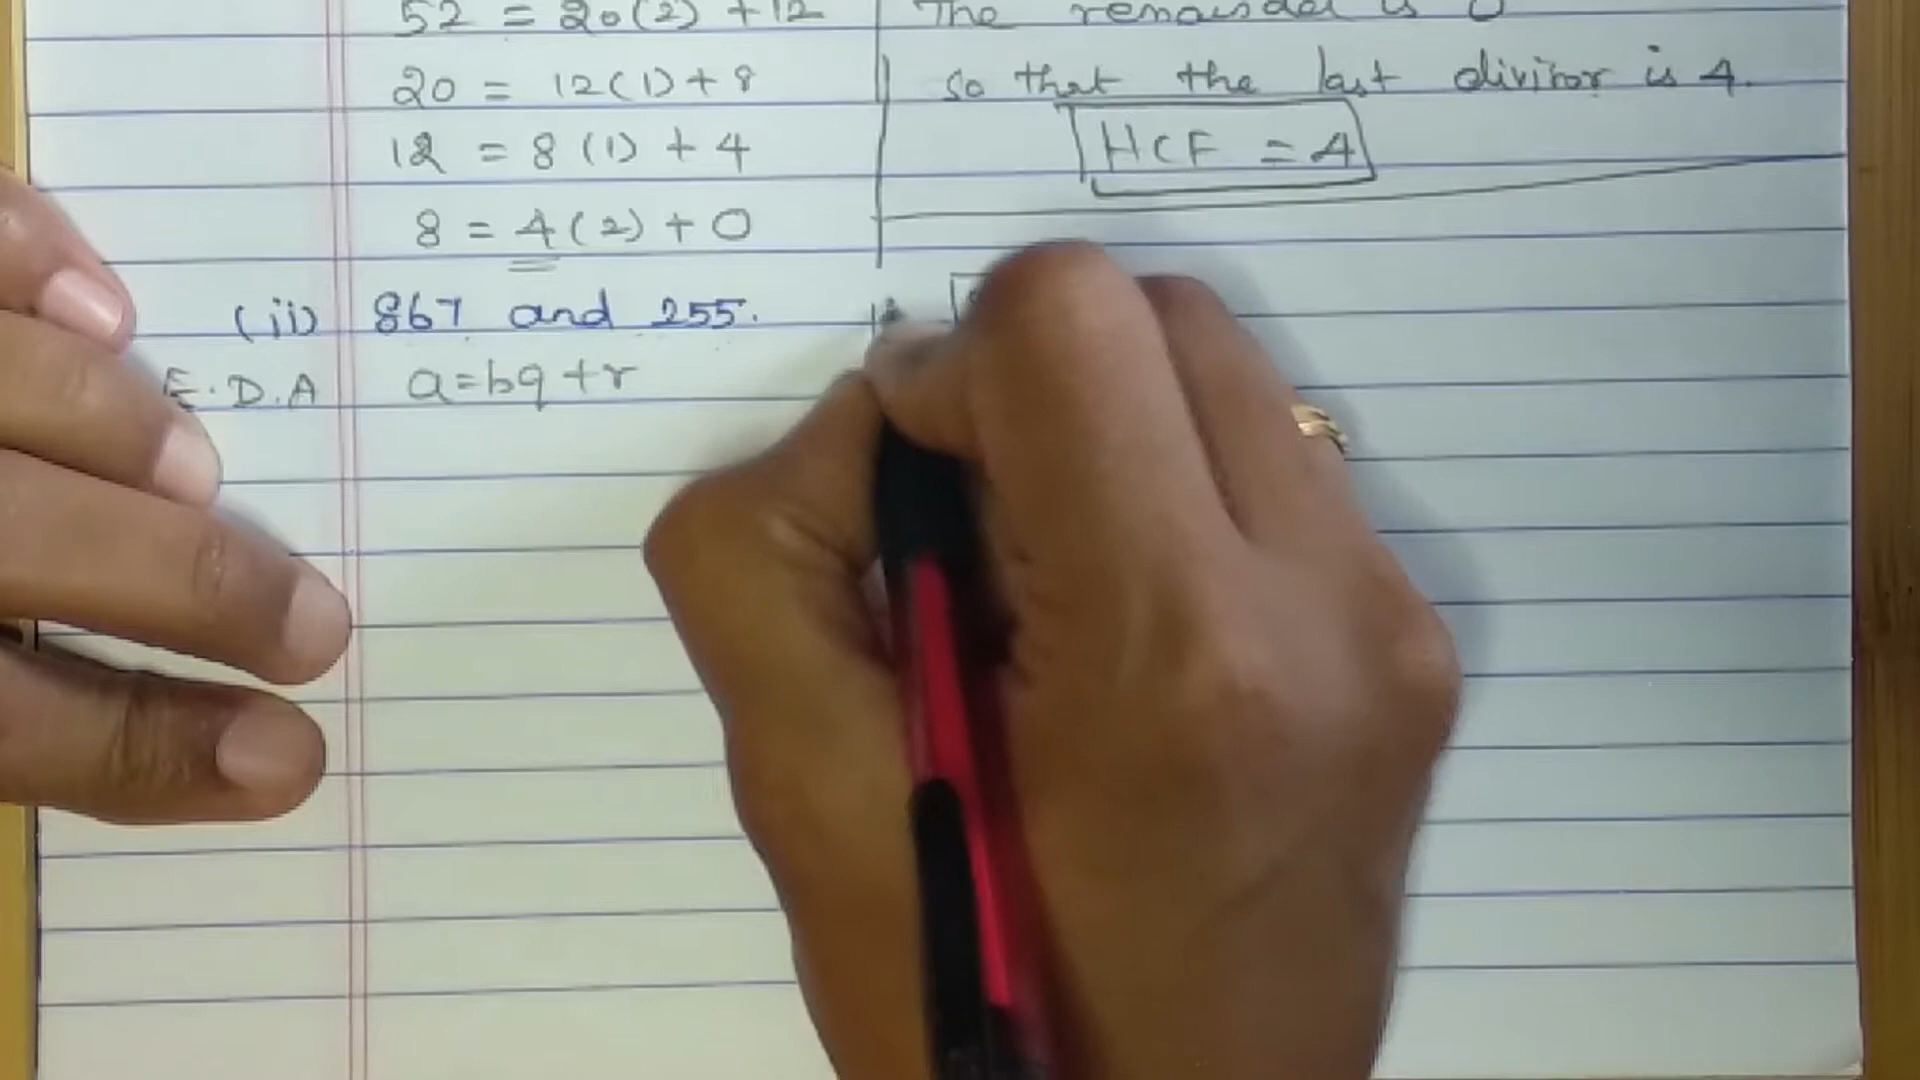 52 = 20(2) + 12
20 = 12(1) + 8
12 = 8(1) + 4
8 = 4(2) + 0
The remainder is 0
so that the last divisor is 4.
HCF = 4
(ii) 867 and 255.
E.D.A a=bq+r